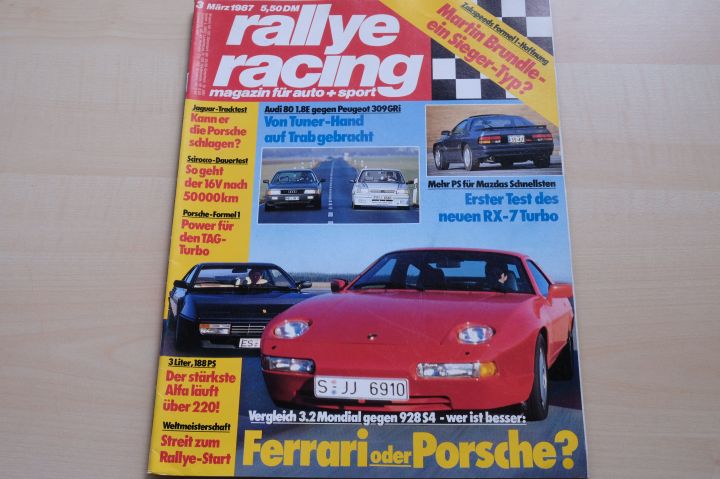 3 März 1987 5,50 DM
rallye
racing
magazin für auto + sport
Zakspeeds Formel 1-Hoffnung
Martin Brundle-
ein Sieger-Typ?
Jaguar-Tracktest
Kann er
die Porsche
schlagen?
Scirocco-Dauertest
So geht
der 16V nach
50000 km
Porsche-Formel 1
Power für
den TAG-
Turbo
Audi 80 1.8E gegen Peugeot 309 GRi
Von Tuner-Hand
auf Trab gebracht
Mehr PS für Mazdas Schnellsten
Erster Test des
neuen RX-7 Turbo
ES
S JJ 6910
3 Liter, 188 PS
Der stärkste
Alfa läuft
über 220!
Weltmeisterschaft
Streit zum
Rallye-Start
Vergleich 3.2 Mondial gegen 928 S4 - wer ist besser:
Ferrari oder Porsche?